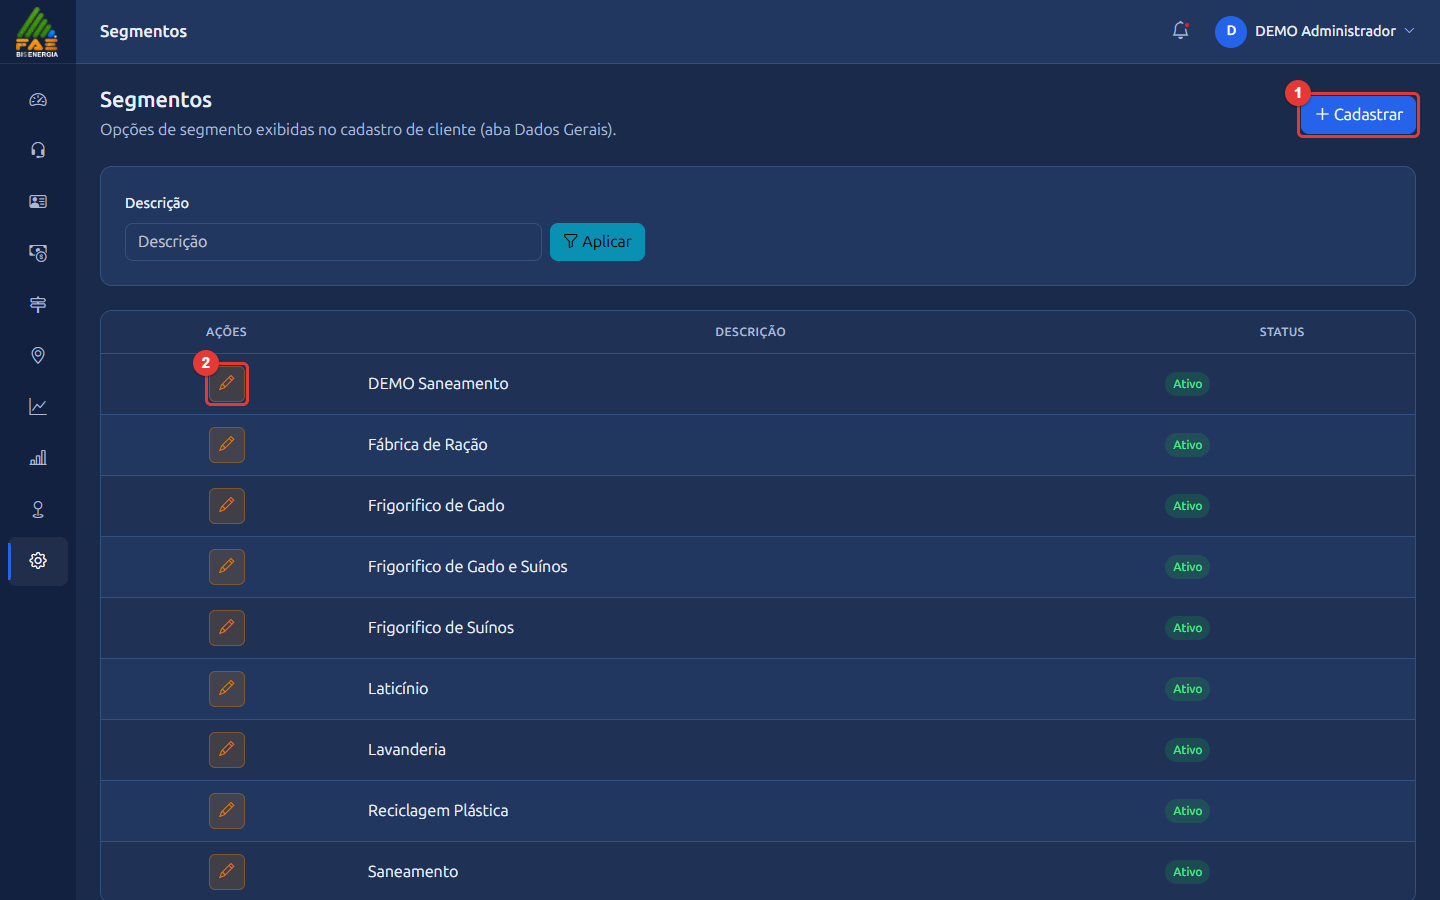 FAE
BIOENERGIA
Segmentos
D
DEMO Administrador
Segmentos
Opções de segmento exibidas no cadastro de cliente (aba Dados Gerais).
1
+ Cadastrar
Descrição
Descrição
Aplicar
AÇÕES DESCRIÇÃO STATUS
2
DEMO Saneamento Ativo
Fábrica de Ração Ativo
Frigorifico de Gado Ativo
Frigorifico de Gado e Suínos Ativo
Frigorifico de Suínos Ativo
Laticínio Ativo
Lavanderia Ativo
Reciclagem Plástica Ativo
Saneamento Ativo